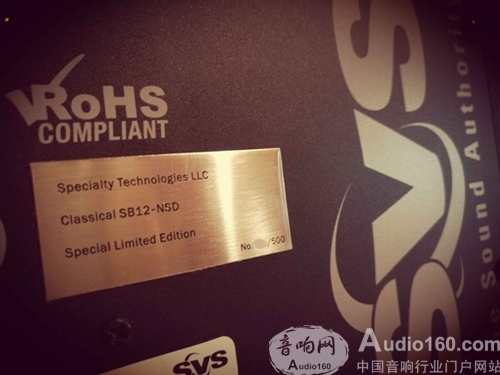 RoHS
COMPLIANT
Specialty Technologies LLC
Classical SB12-NSD
Special Limited Edition
No. /500
SVS
Sound Authority
SVS
音响网
Audio160
Audio160.com
中国音响行业门户网站